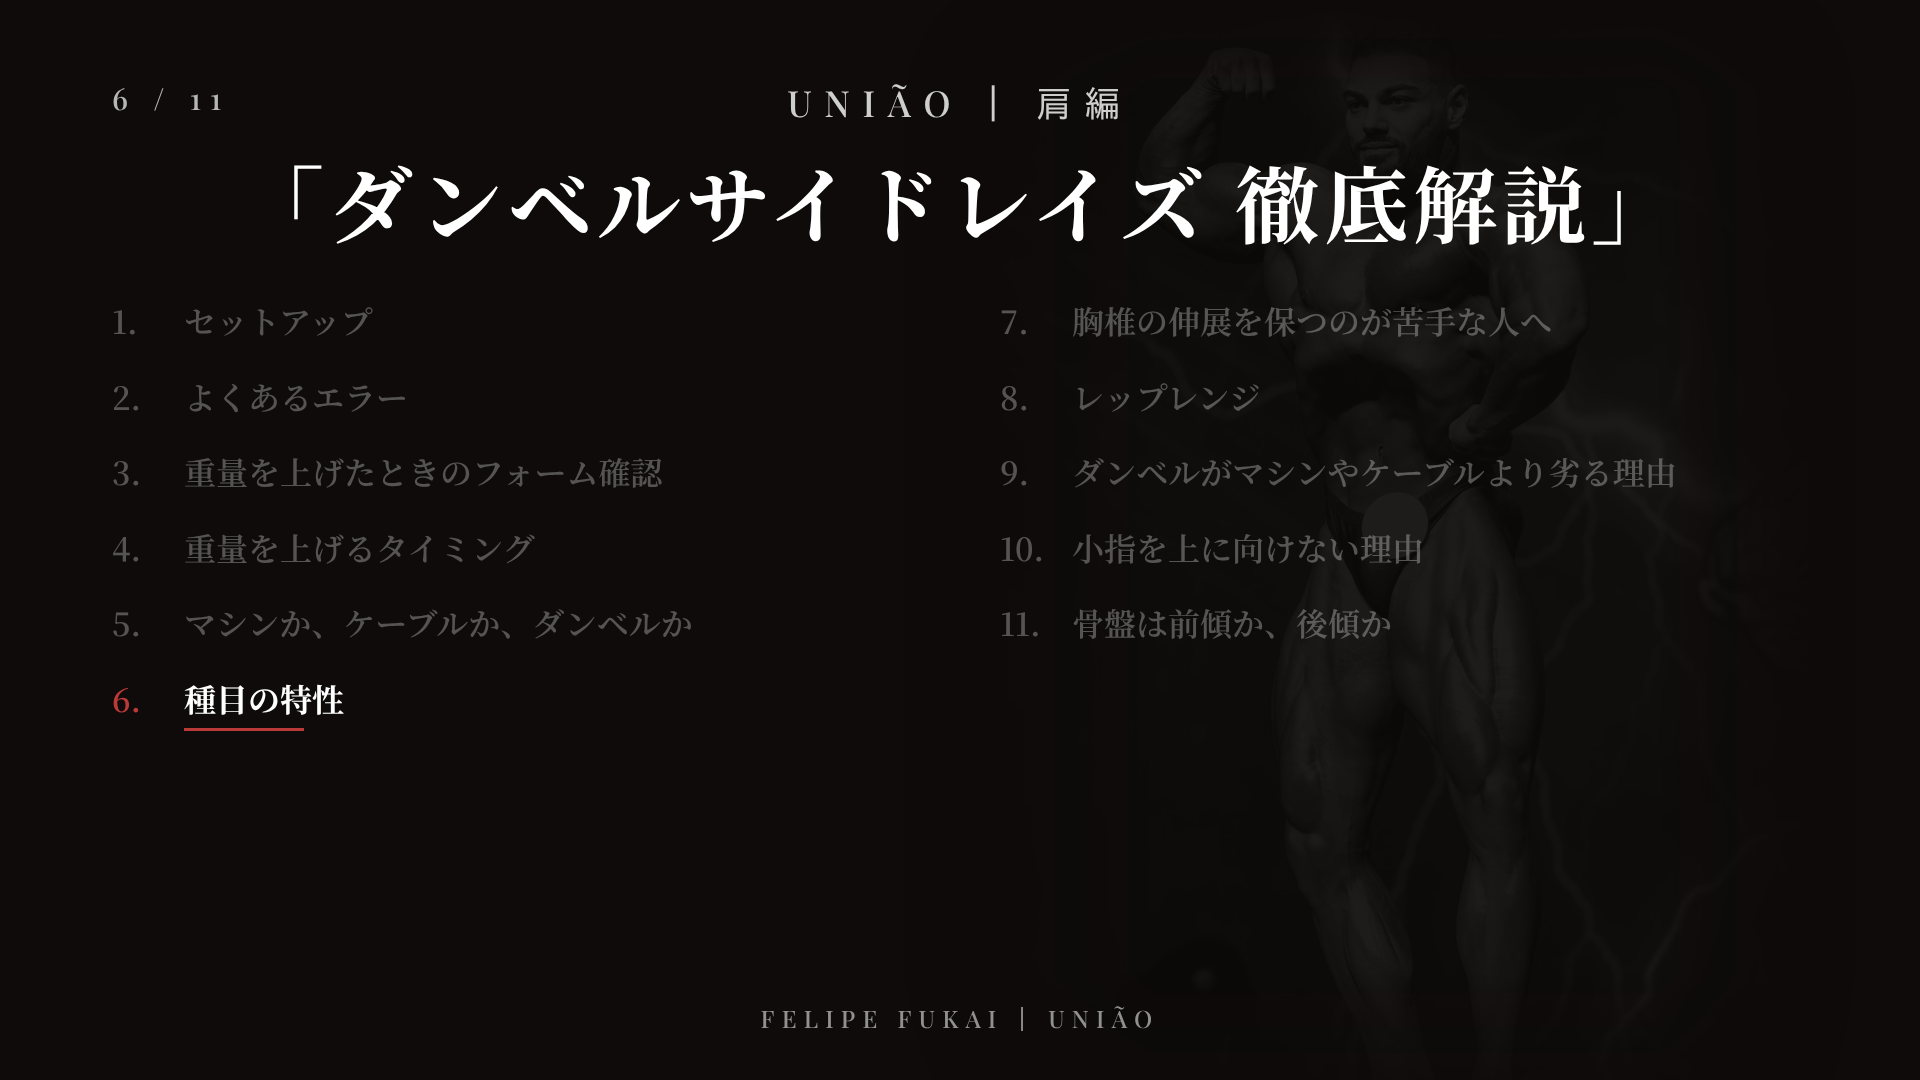 6 / 11
UNIÃO | 肩編
「ダンベルサイドレイズ 徹底解説」
1. セットアップ
2. よくあるエラー
3. 重量を上げたときのフォーム確認
4. 重量を上げるタイミング
5. マシンか、ケーブルか、ダンベルか
6. 種目の特性
7. 胸椎の伸展を保つのが苦手な人へ
8. レップレンジ
9. ダンベルがマシンやケーブルより劣る理由
10. 小指を上に向けない理由
11. 骨盤は前傾か、後傾か
FELIPE FUKAI | UNIÃO